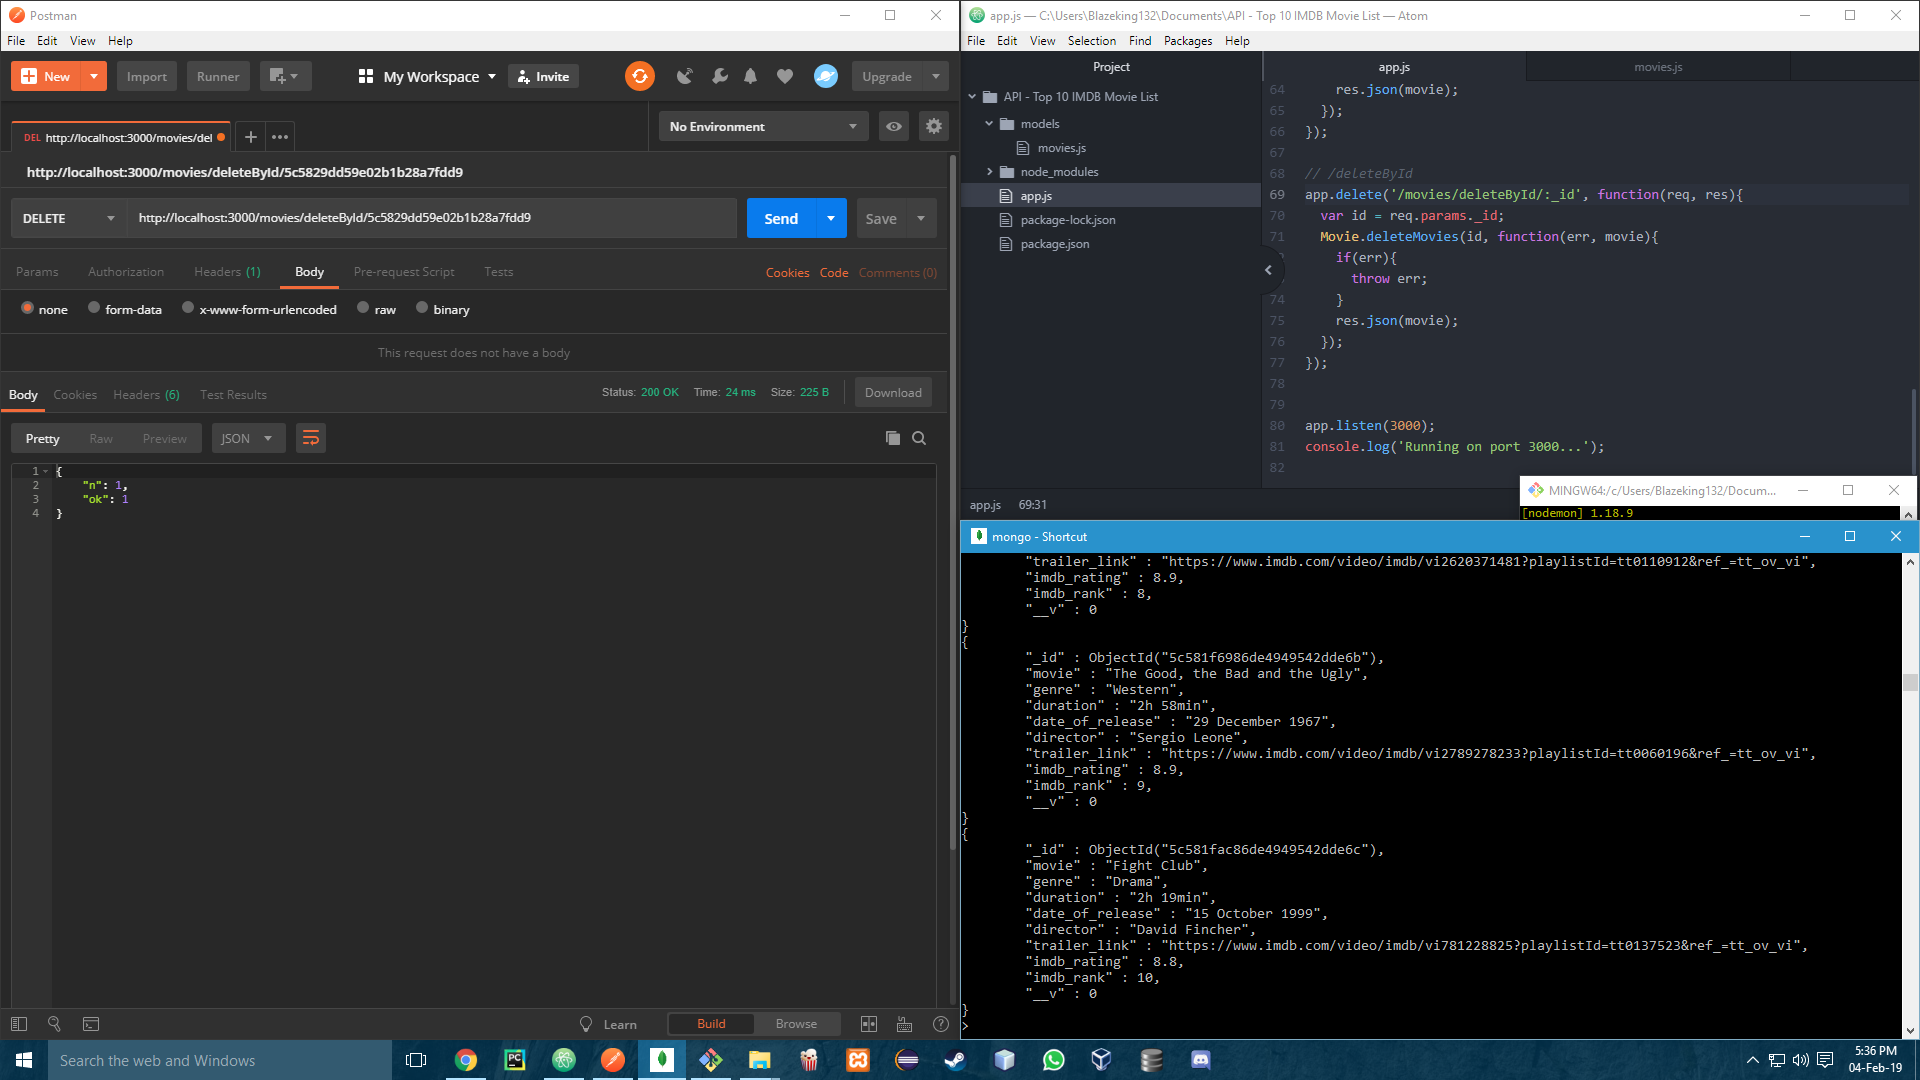 Postman
File Edit View Help
New Import Runner My Workspace Invite Upgrade
DEL http://localhost:3000/movies/del
No Environment
http://localhost:3000/movies/deleteById/5c5829dd59e02b1b28a7fdd9
DELETE http://localhost:3000/movies/deleteById/5c5829dd59e02b1b28a7fdd9 Send Save
Params Authorization Headers (1) Body Pre-request Script Tests Cookies Code Comments (0)
none form-data x-www-form-urlencoded raw binary
This request does not have a body
Body Cookies Headers (6) Test Results Status: 200 OK Time: 24 ms Size: 225 B Download
Pretty Raw Preview JSON
1 {
2 "n": 1,
3 "ok": 1
4 }
Learn Build Browse
app.js — C:\Users\Blazeking132\Documents\API - Top 10 IMDB Movie List — Atom
File Edit View Selection Find Packages Help
Project
API - Top 10 IMDB Movie List
models
movies.js
node_modules
app.js
package-lock.json
package.json
app.js movies.js
64 res.json(movie);
65 });
66 });
67
68 // /deleteById
69 app.delete('/movies/deleteById/:_id', function(req, res){
70 var id = req.params._id;
71 Movie.deleteMovies(id, function(err, movie){
if(err){
throw err;
74 }
75 res.json(movie);
76 });
77 });
78
79
80 app.listen(3000);
81 console.log('Running on port 3000...');
82
app.js 69:31
MINGW64:/c/Users/Blazeking132/Docum...
[nodemon] 1.18.9
mongo - Shortcut
"trailer_link" : "https://www.imdb.com/video/imdb/vi2620371481?playlistId=tt0110912&ref_=tt_ov_vi",
"imdb_rating" : 8.9,
"imdb_rank" : 8,
"__v" : 0
}
{
"_id" : ObjectId("5c581f6986de4949542dde6b"),
"movie" : "The Good, the Bad and the Ugly",
"genre" : "Western",
"duration" : "2h 58min",
"date_of_release" : "29 December 1967",
"director" : "Sergio Leone",
"trailer_link" : "https://www.imdb.com/video/imdb/vi2789278233?playlistId=tt0060196&ref_=tt_ov_vi",
"imdb_rating" : 8.9,
"imdb_rank" : 9,
"__v" : 0
}
{
"_id" : ObjectId("5c581fac86de4949542dde6c"),
"movie" : "Fight Club",
"genre" : "Drama",
"duration" : "2h 19min",
"date_of_release" : "15 October 1999",
"director" : "David Fincher",
"trailer_link" : "https://www.imdb.com/video/imdb/vi781228825?playlistId=tt0137523&ref_=tt_ov_vi",
"imdb_rating" : 8.8,
"imdb_rank" : 10,
"__v" : 0
}
>
Search the web and Windows
PC
5:36 PM
04-Feb-19